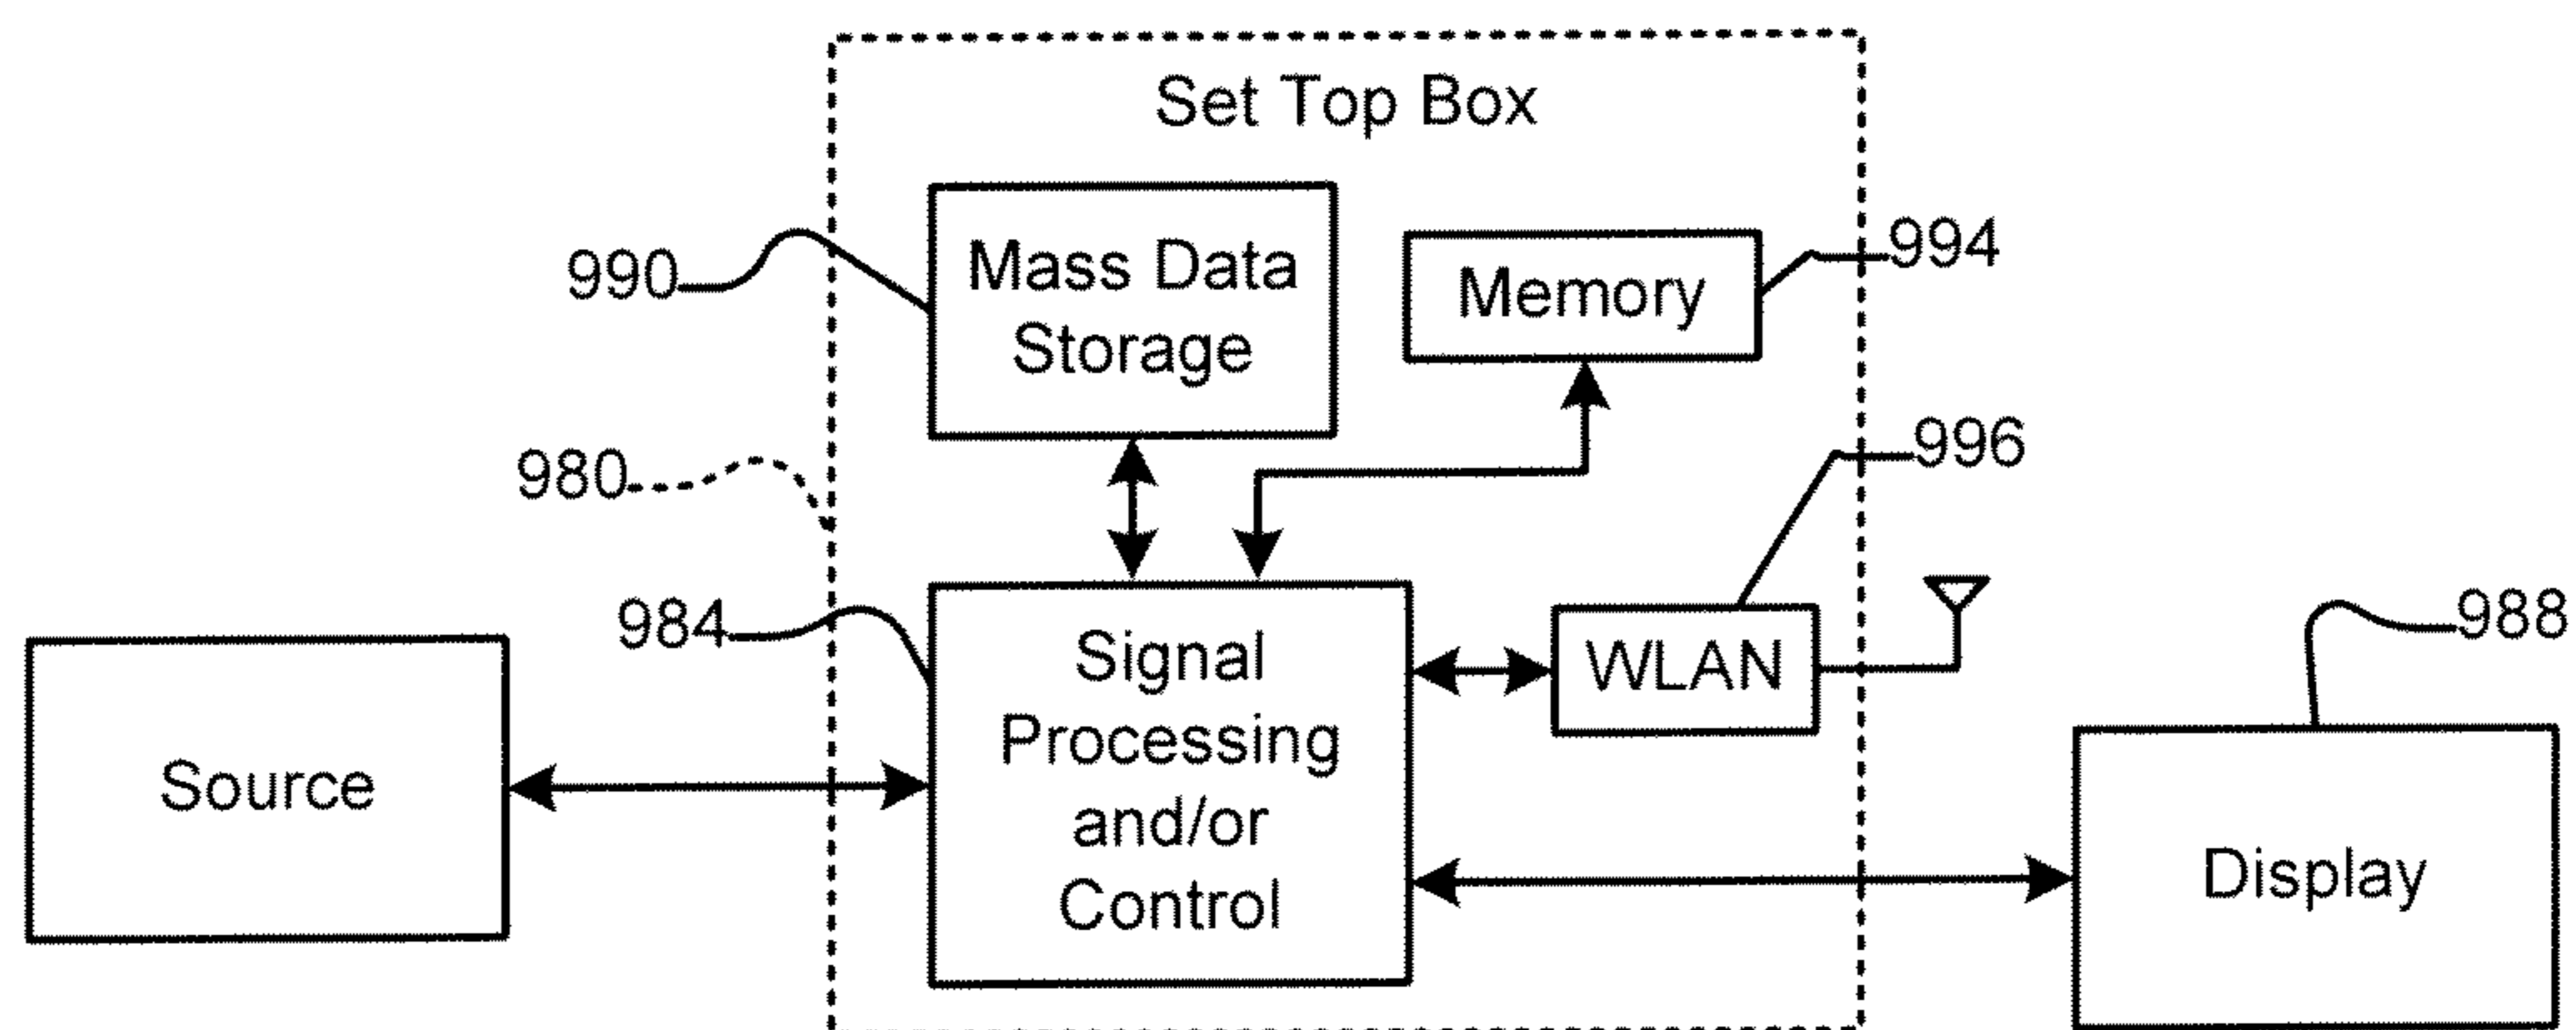 Set Top Box
990
Mass Data
Storage
Memory
994
980
996
984
Signal
Processing
and/or
Control
WLAN
988
Source
Display